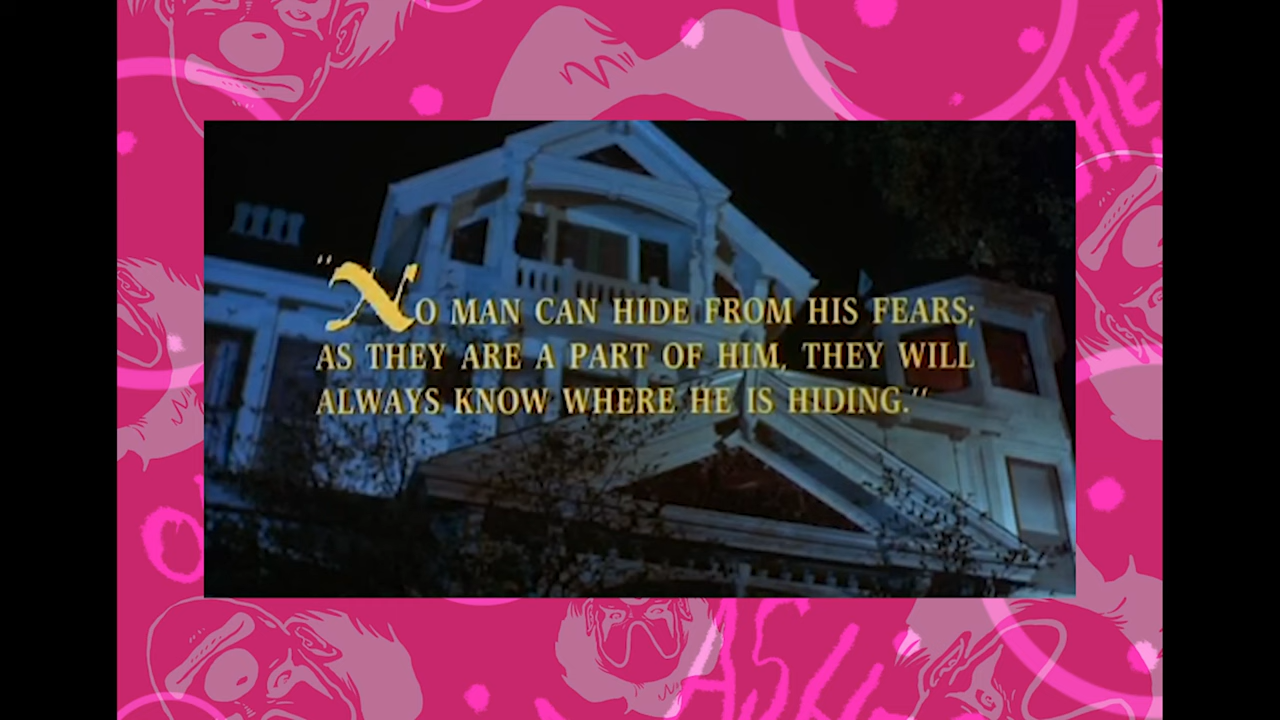 "NO MAN CAN HIDE FROM HIS FEARS;
AS THEY ARE A PART OF HIM, THEY WILL
ALWAYS KNOW WHERE HE IS HIDING."